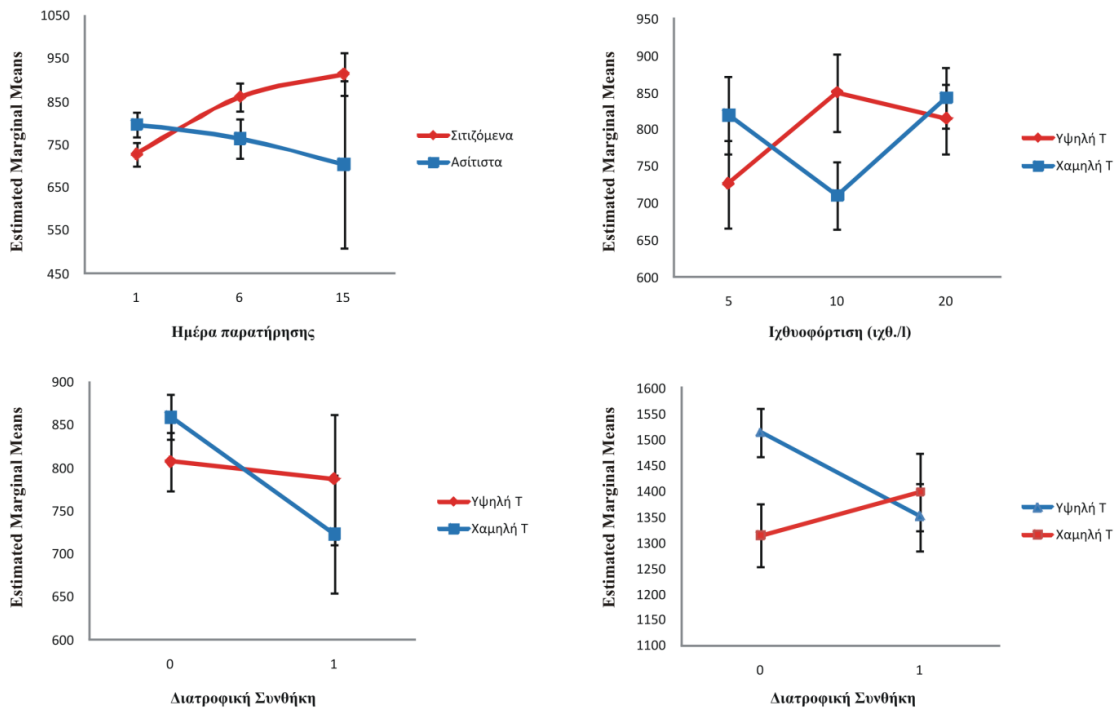 Estimated Marginal Means
1050
950
850
750
650
550
450
1
6
15
Ημέρα παρατήρησης
Σιτιζόμενα
Ασίτιστα
Estimated Marginal Means
950
900
850
800
750
700
650
600
5
10
20
Ιχθυοφόρτιση (ιχθ./l)
Υψηλή Τ
Χαμηλή Τ
Estimated Marginal Means
900
850
800
750
700
650
600
0
1
Διατροφική Συνθήκη
Υψηλή Τ
Χαμηλή Τ
Estimated Marginal Means
1600
1550
1500
1450
1400
1350
1300
1250
1200
1150
1100
0
1
Διατροφική Συνθήκη
Υψηλή Τ
Χαμηλή Τ